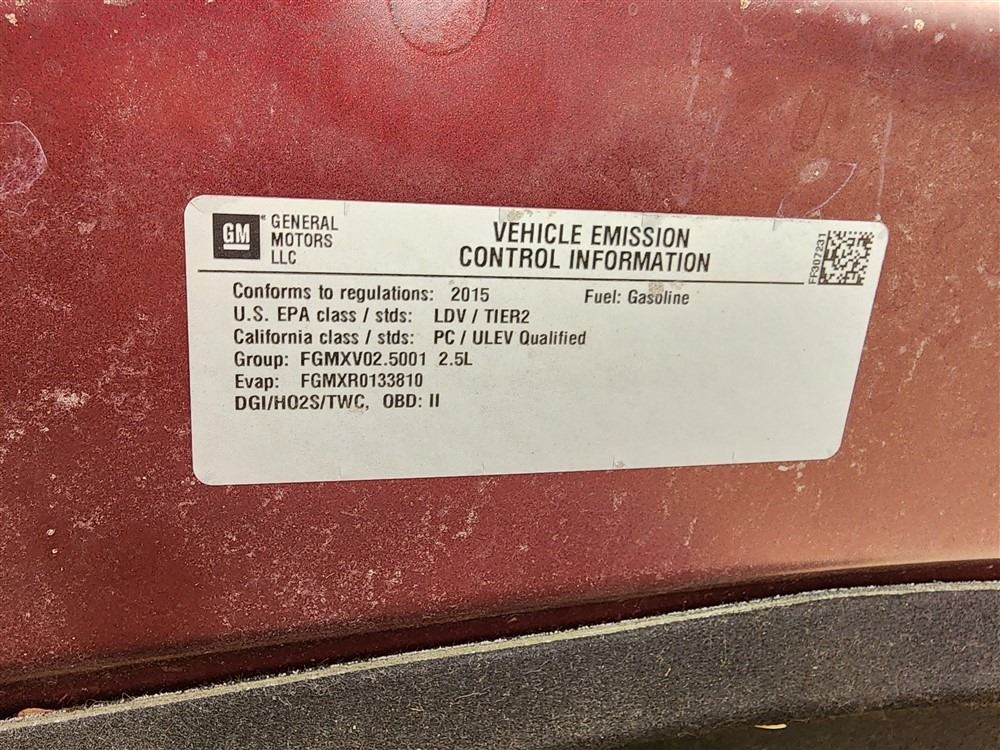 GM
GENERAL
MOTORS
LLC
VEHICLE EMISSION
CONTROL INFORMATION
FF307231
Conforms to regulations: 2015 Fuel: Gasoline
U.S. EPA class / stds: LDV / TIER2
California class / stds: PC / ULEV Qualified
Group: FGMXV02.5001 2.5L
Evap: FGMXR0133810
DGI/HO2S/TWC, OBD: II